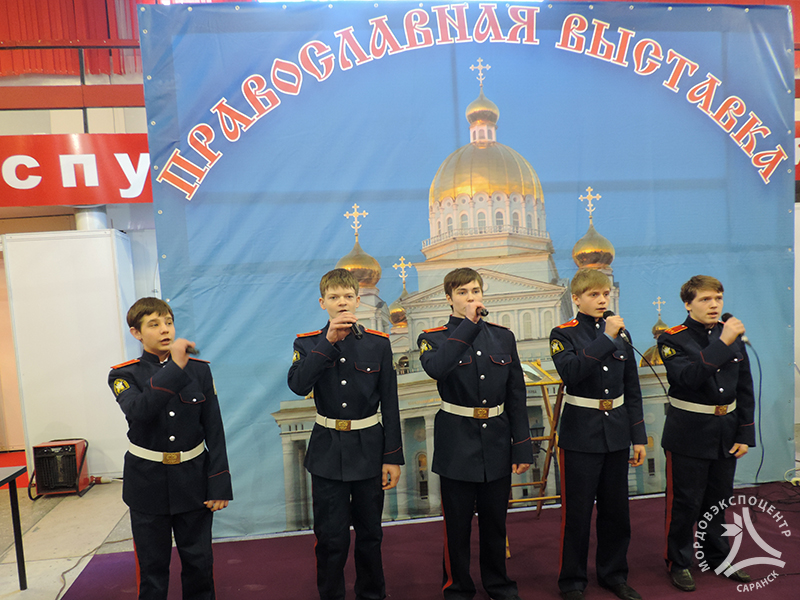 ПРАВОСЛАВНАЯ ВЫСТАВКА
СПУ
МОРДОВЭКСПОЦЕНТР
САРАНСК